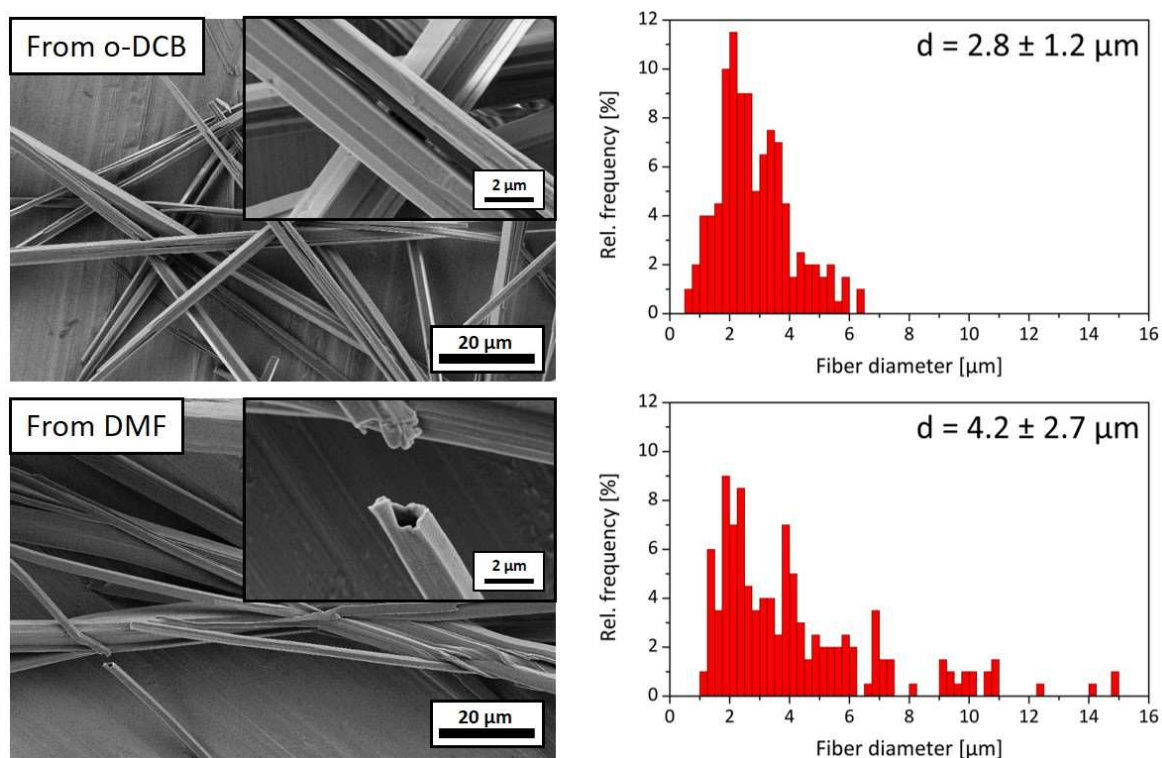 From o-DCB
2 µm
20 µm
d = 2.8 ± 1.2 µm
Rel. frequency [%]
12
10
8
6
4
2
0
0 2 4 6 8 10 12 14 16
Fiber diameter [µm]
From DMF
2 µm
20 µm
d = 4.2 ± 2.7 µm
Rel. frequency [%]
12
10
8
6
4
2
0
0 2 4 6 8 10 12 14 16
Fiber diameter [µm]